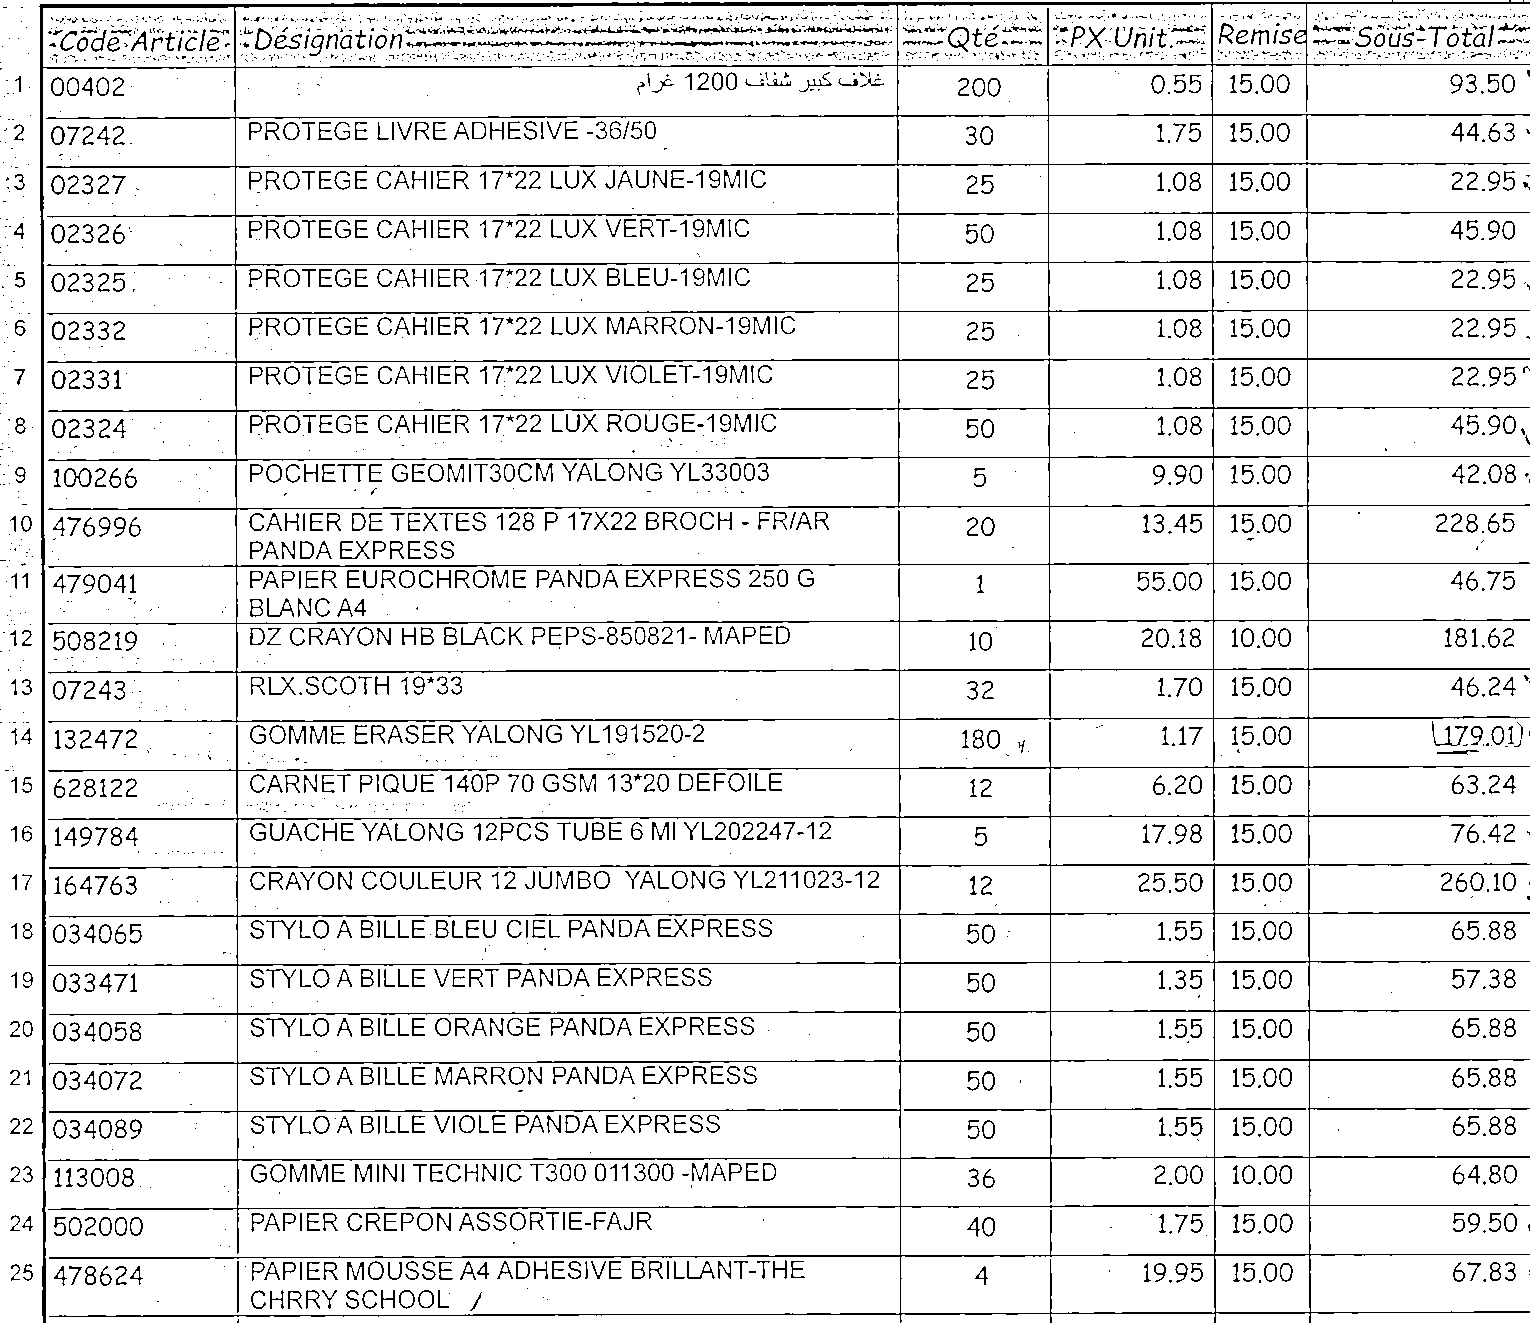 Code Article Désignation Qté PX Unit. Remise Sous-Total
1 00402 غلاف كبير شفاف 1200 غرام 200 0.55 15.00 93.50
2 07242 PROTEGE LIVRE ADHESIVE -36/50 30 1.75 15.00 44.63
3 02327 PROTEGE CAHIER 17*22 LUX JAUNE-19MIC 25 1.08 15.00 22.95
4 02326 PROTEGE CAHIER 17*22 LUX VERT-19MIC 50 1.08 15.00 45.90
5 02325 PROTEGE CAHIER 17*22 LUX BLEU-19MIC 25 1.08 15.00 22.95
6 02332 PROTEGE CAHIER 17*22 LUX MARRON-19MIC 25 1.08 15.00 22.95
7 02331 PROTEGE CAHIER 17*22 LUX VIOLET-19MIC 25 1.08 15.00 22.95
8 02324 PROTEGE CAHIER 17*22 LUX ROUGE-19MIC 50 1.08 15.00 45.90
9 100266 POCHETTE GEOMIT30CM YALONG YL33003 5 9.90 15.00 42.08
10 476996 CAHIER DE TEXTES 128 P 17X22 BROCH - FR/AR 20 13.45 15.00 228.65
PANDA EXPRESS
11 479041 PAPIER EUROCHROME PANDA EXPRESS 250 G 1 55.00 15.00 46.75
BLANC A4
12 508219 DZ CRAYON HB BLACK PEPS-850821- MAPED 10 20.18 10.00 181.62
13 07243 RLX.SCOTH 19*33 32 1.70 15.00 46.24
14 132472 GOMME ERASER YALONG YL191520-2 180 1.17 15.00 179.01
15 628122 CARNET PIQUE 140P 70 GSM 13*20 DEFOILE 12 6.20 15.00 63.24
16 149784 GUACHE YALONG 12PCS TUBE 6 MI YL202247-12 5 17.98 15.00 76.42
17 164763 CRAYON COULEUR 12 JUMBO YALONG YL211023-12 12 25.50 15.00 260.10
18 034065 STYLO A BILLE BLEU CIEL PANDA EXPRESS 50 1.55 15.00 65.88
19 033471 STYLO A BILLE VERT PANDA EXPRESS 50 1.35 15.00 57.38
20 034058 STYLO A BILLE ORANGE PANDA EXPRESS 50 1.55 15.00 65.88
21 034072 STYLO A BILLE MARRON PANDA EXPRESS 50 1.55 15.00 65.88
22 034089 STYLO A BILLE VIOLE PANDA EXPRESS 50 1.55 15.00 65.88
23 113008 GOMME MINI TECHNIC T300 011300 -MAPED 36 2.00 10.00 64.80
24 502000 PAPIER CREPON ASSORTIE-FAJR 40 1.75 15.00 59.50
25 478624 PAPIER MOUSSE A4 ADHESIVE BRILLANT-THE 4 19.95 15.00 67.83
CHRRY SCHOOL